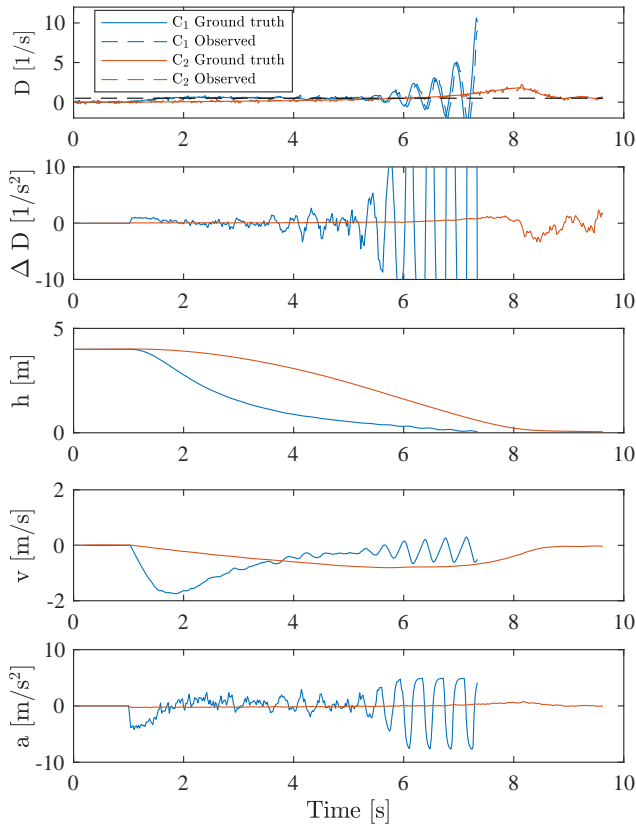 D [1/s]
10
5
0
C₁ Ground truth
C₁ Observed
C₂ Ground truth
C₂ Observed
0 2 4 6 8 10
Δ D [1/s²]
10
0
-10
0 2 4 6 8 10
h [m]
4
0
0 2 4 6 8 10
v [m/s]
2
0
-2
0 2 4 6 8 10
a [m/s²]
10
0
-10
0 2 4 6 8 10
Time [s]